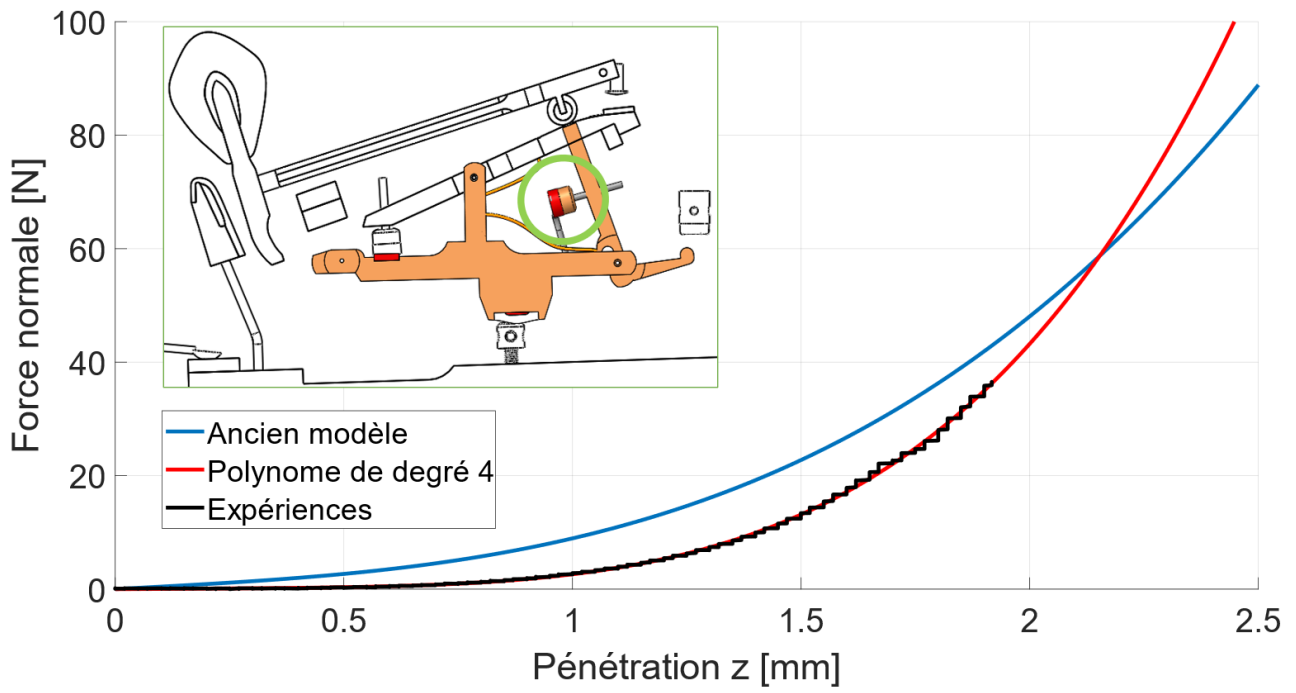 Force normale [N]
100
80
60
40
20
0
Ancien modèle
Polynome de degré 4
Expériences
0 0.5 1 1.5 2 2.5
Pénétration z [mm]